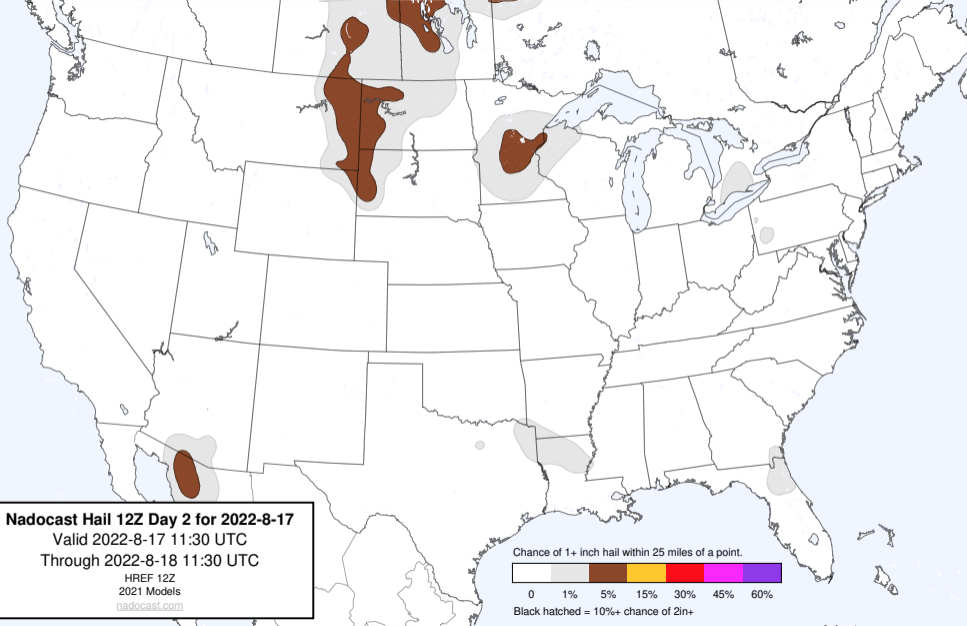 Nadocast Hail 12Z Day 2 for 2022-8-17
Valid 2022-8-17 11:30 UTC
Through 2022-8-18 11:30 UTC
HREF 12Z
2021 Models
nadocast.com
Chance of 1+ inch hail within 25 miles of a point.
0 1% 5% 15% 30% 45% 60%
Black hatched = 10%+ chance of 2in+